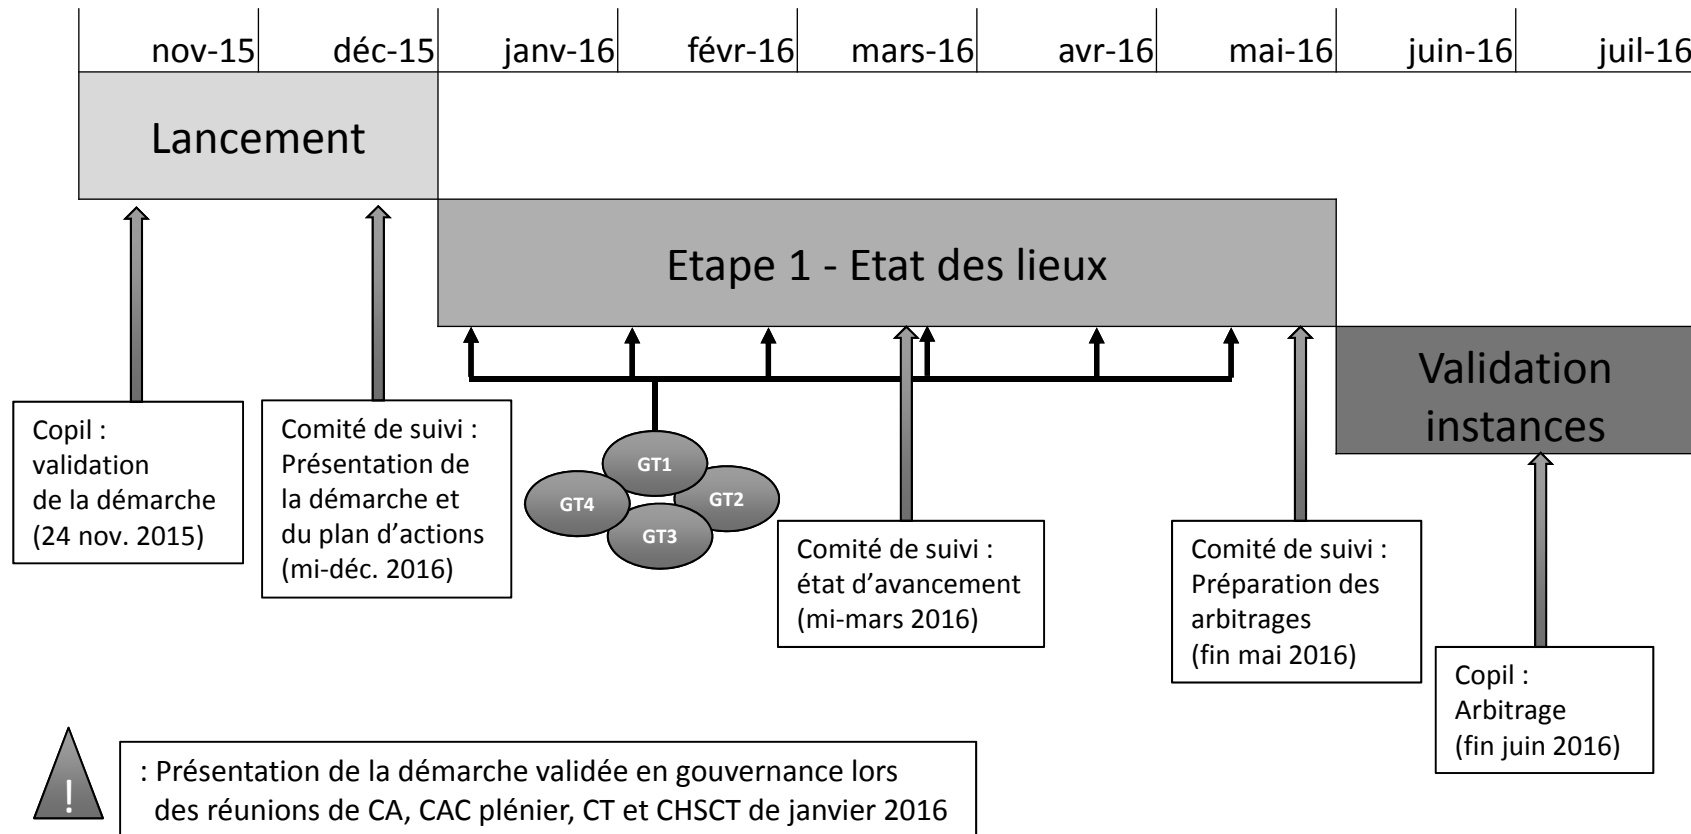 nov-15
déc-15
janv-16
févr-16
mars-16
avr-16
mai-16
juin-16
juil-16
Lancement
Etape 1 - Etat des lieux
Validation
instances
Copil :
validation
de la démarche
(24 nov. 2015)
Comité de suivi :
Présentation de
la démarche et
du plan d’actions
(mi-déc. 2016)
GT1
GT2
GT3
GT4
Comité de suivi :
état d’avancement
(mi-mars 2016)
Comité de suivi :
Préparation des
arbitrages
(fin mai 2016)
Copil :
Arbitrage
(fin juin 2016)
!
: Présentation de la démarche validée en gouvernance lors
des réunions de CA, CAC plénier, CT et CHSCT de janvier 2016